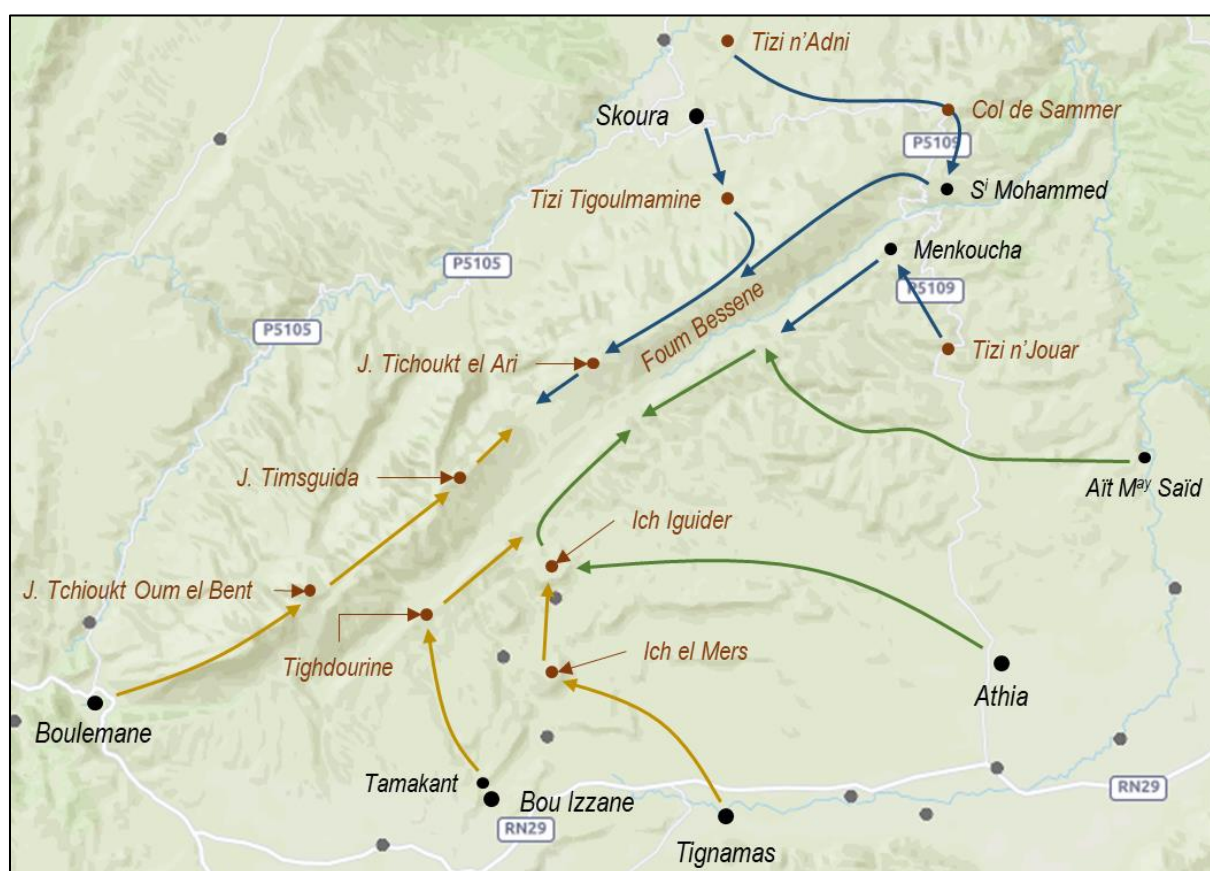 Tizi n'Adni
Skoura
Col de Sammer
P5109
Sⁱ Mohammed
Tizi Tigoulmamine
Menkoucha
P5105
P5109
Foum Bessene
P5105
Tizi n'Jouar
J. Tichoukt el Ari
Aït Mᵃʸ Saïd
J. Timsguida
Ich Iguider
J. Tchioukt Oum el Bent
Tighdourine
Ich el Mers
Athia
Boulemane
Tamakant
Bou Izzane
RN29
RN29
Tignamas